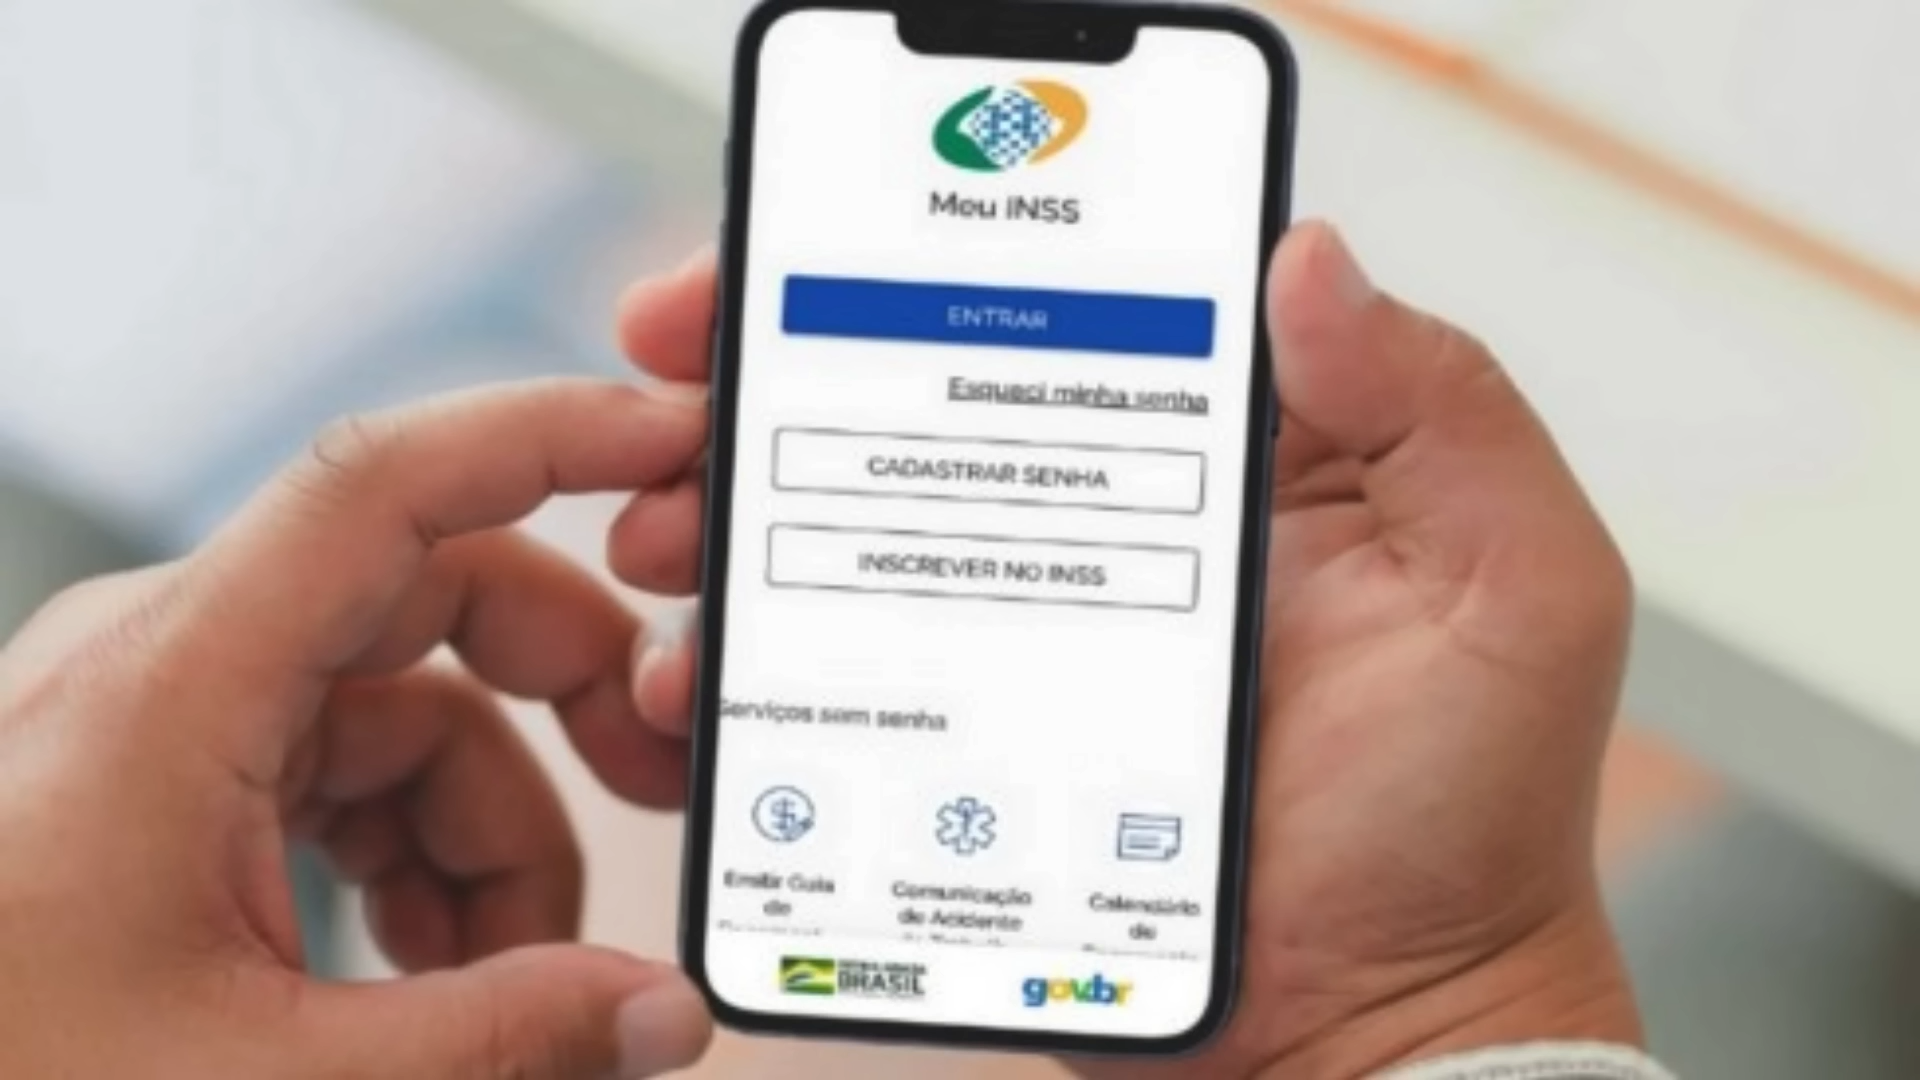 Meu INSS
ENTRAR
Esqueci minha senha
CADASTRAR SENHA
INSCREVER NO INSS
Serviços sem senha
Emitir Guia
de
Comunicação
de Acidente
Calendário
de
BRASIL
gov.br